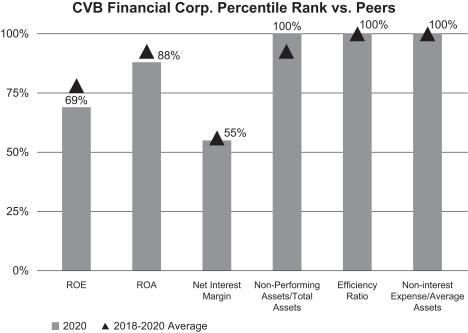 CVB Financial Corp. Percentile Rank vs. Peers
100%
75%
50%
25%
0%
69%
88%
55%
100%
100%
100%
ROE
ROA
Net Interest
Margin
Non-Performing
Assets/Total
Assets
Efficiency
Ratio
Non-interest
Expense/Average
Assets
2020
2018-2020 Average